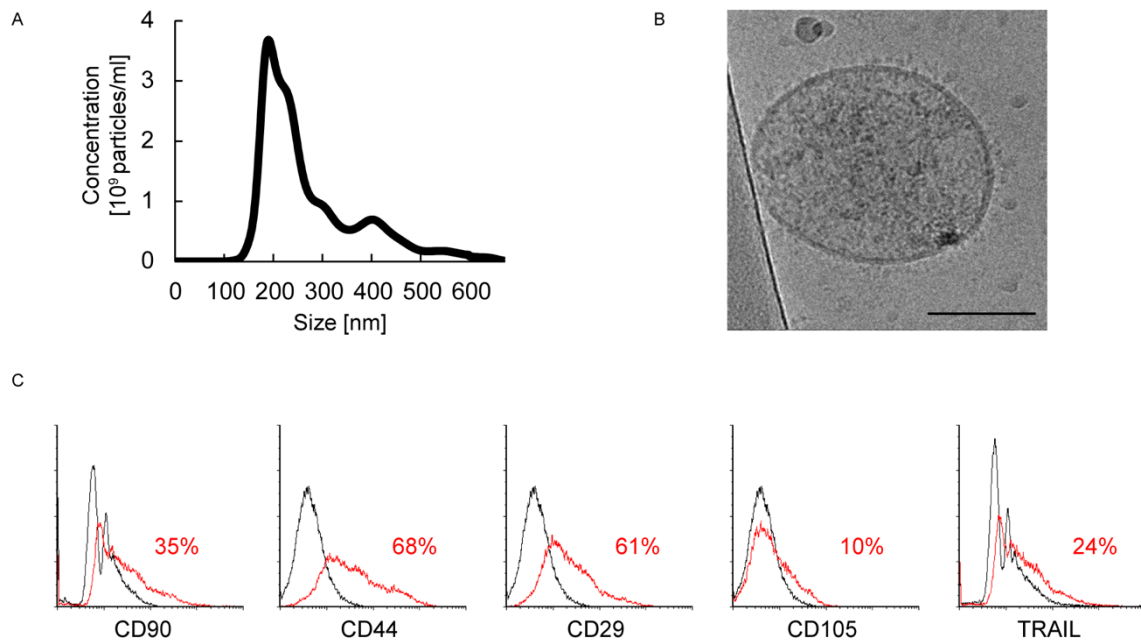 A
B
4
3
2
1
0
Concentration
[10⁹ particles/ml]
0 100 200 300 400 500 600
Size [nm]
C
35%
68%
61%
10%
24%
CD90
CD44
CD29
CD105
TRAIL